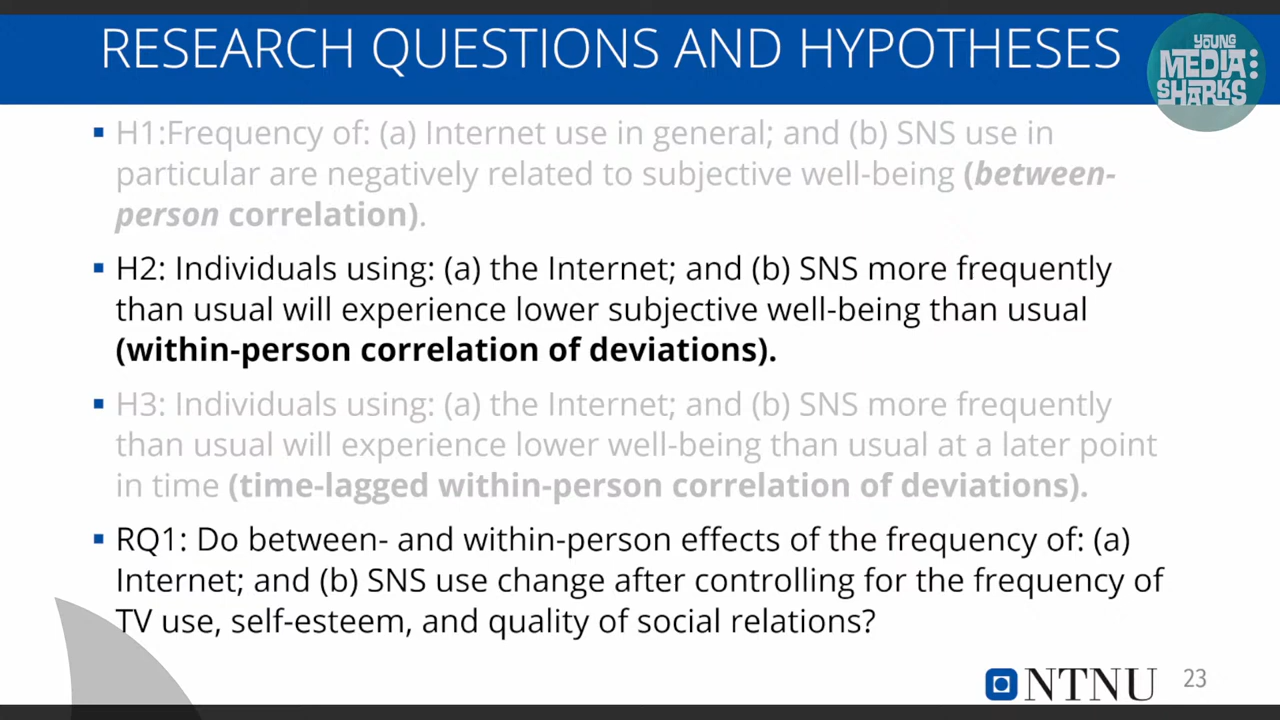 RESEARCH QUESTIONS AND HYPOTHESES
YOUNG
MEDIA:
SHARKS
▪ H1:Frequency of: (a) Internet use in general; and (b) SNS use in
particular are negatively related to subjective well-being (between-
person correlation).
▪ H2: Individuals using: (a) the Internet; and (b) SNS more frequently
than usual will experience lower subjective well-being than usual
(within-person correlation of deviations).
▪ H3: Individuals using: (a) the Internet; and (b) SNS more frequently
than usual will experience lower well-being than usual at a later point
in time (time-lagged within-person correlation of deviations).
▪ RQ1: Do between- and within-person effects of the frequency of: (a)
Internet; and (b) SNS use change after controlling for the frequency of
TV use, self-esteem, and quality of social relations?
NTNU
23